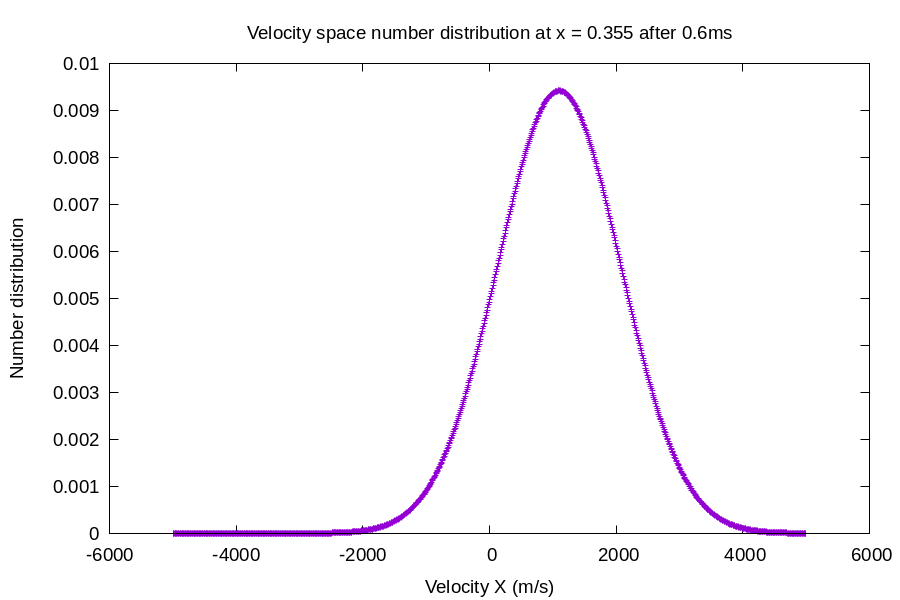 Velocity space number distribution at x = 0.355 after 0.6ms
0.01
0.009
0.008
0.007
0.006
0.005
0.004
0.003
0.002
0.001
0
Number distribution
-6000 -4000 -2000 0 2000 4000 6000
Velocity X (m/s)